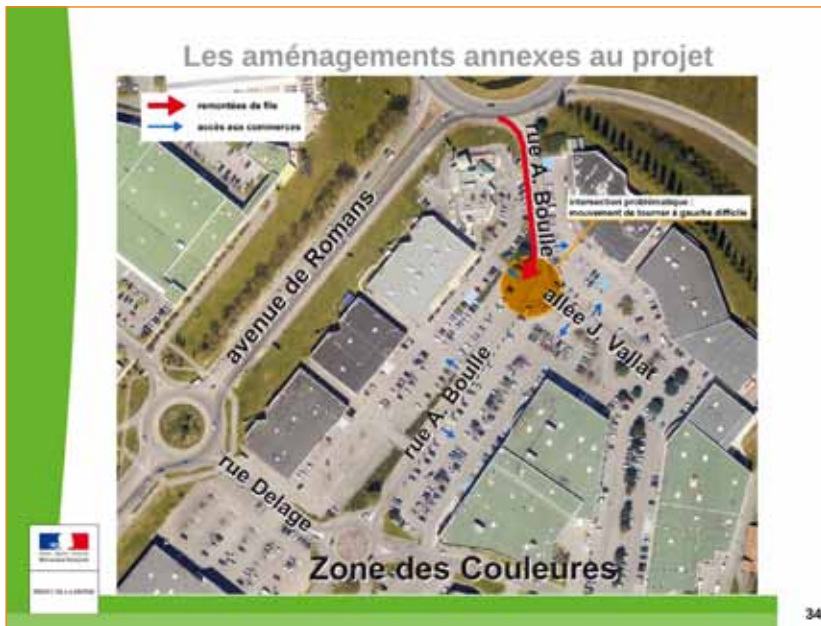 Les aménagements annexes au projet
remontées de file
accès aux commerces
rue A. Boulle
intersection problématique :
mouvement de tourner à gauche difficile
avenue de Romans
allée J. Vallat
rue A. Boulle
rue Delage
Zone des Couleures
34